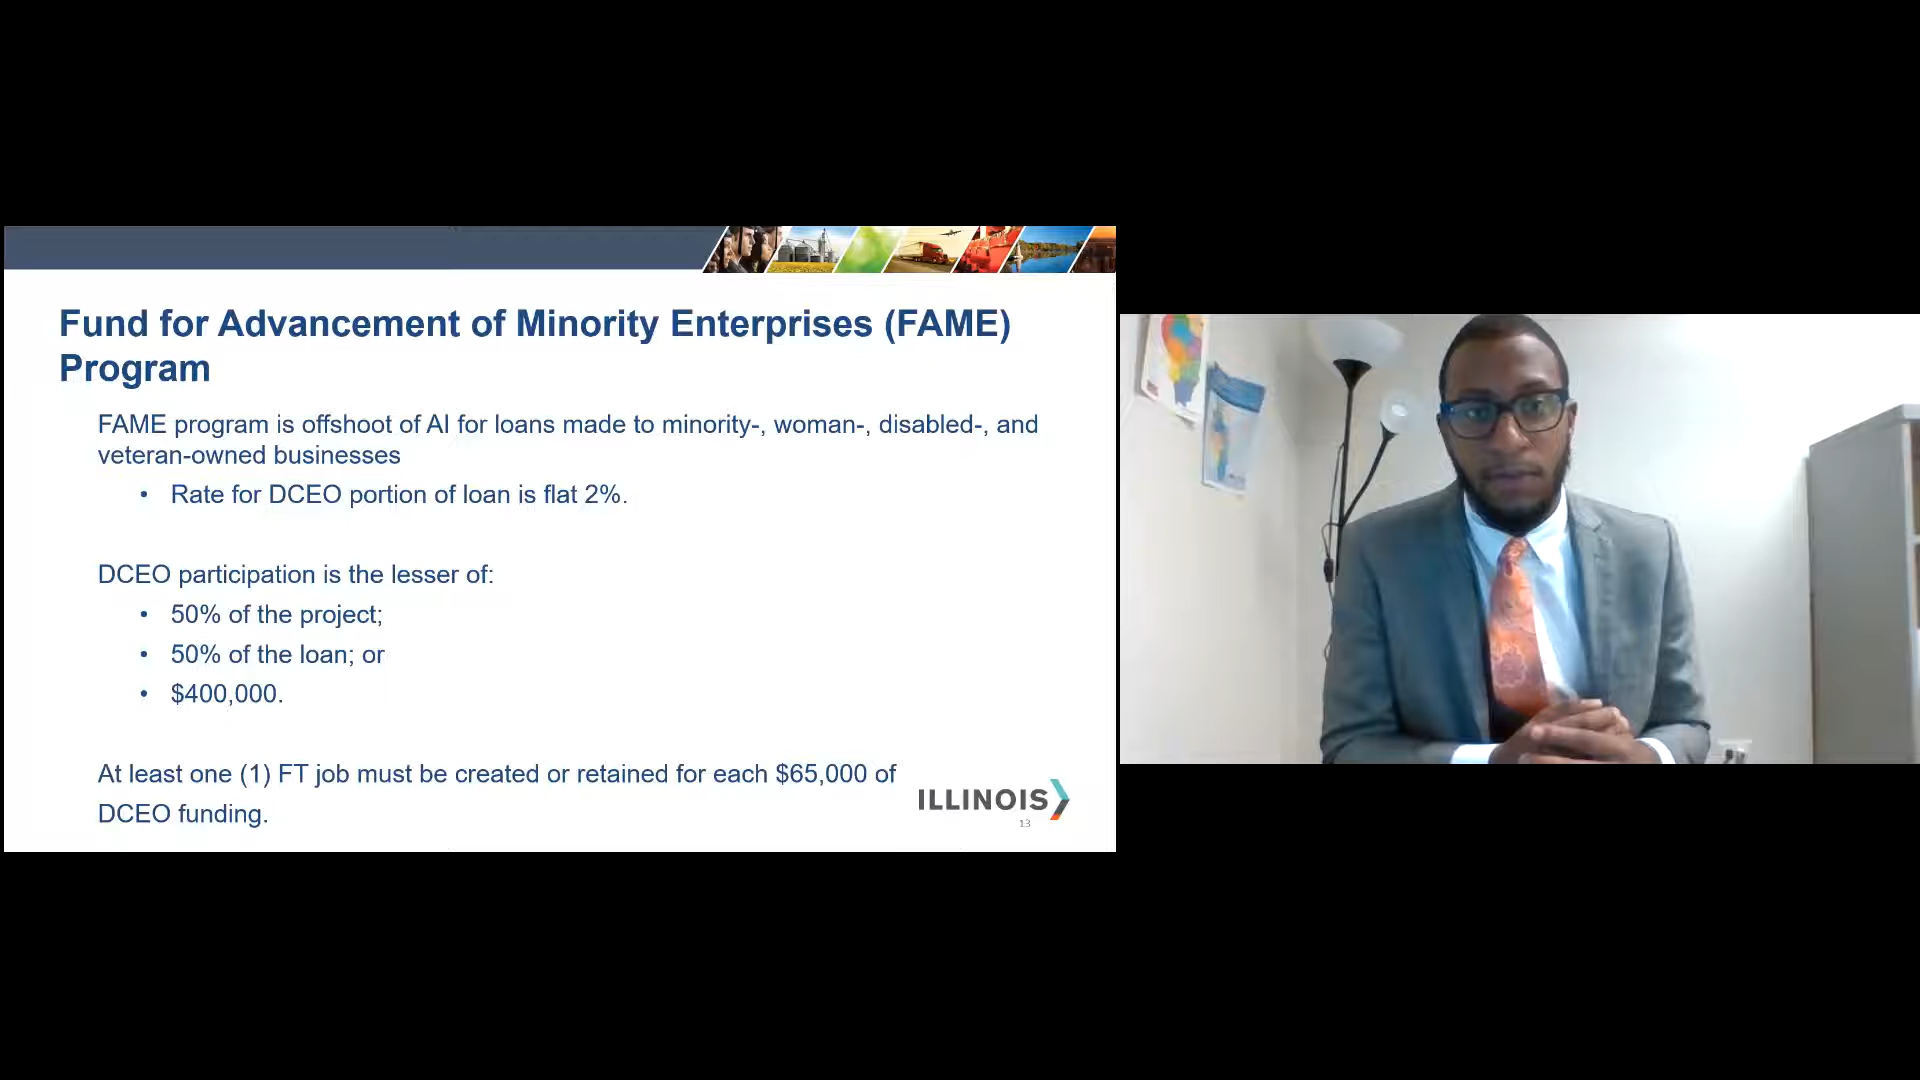 Fund for Advancement of Minority Enterprises (FAME)
Program
FAME program is offshoot of AI for loans made to minority-, woman-, disabled-, and
veteran-owned businesses
• Rate for DCEO portion of loan is flat 2%.
DCEO participation is the lesser of:
• 50% of the project;
• 50% of the loan; or
• $400,000.
At least one (1) FT job must be created or retained for each $65,000 of
DCEO funding.
ILLINOIS
13